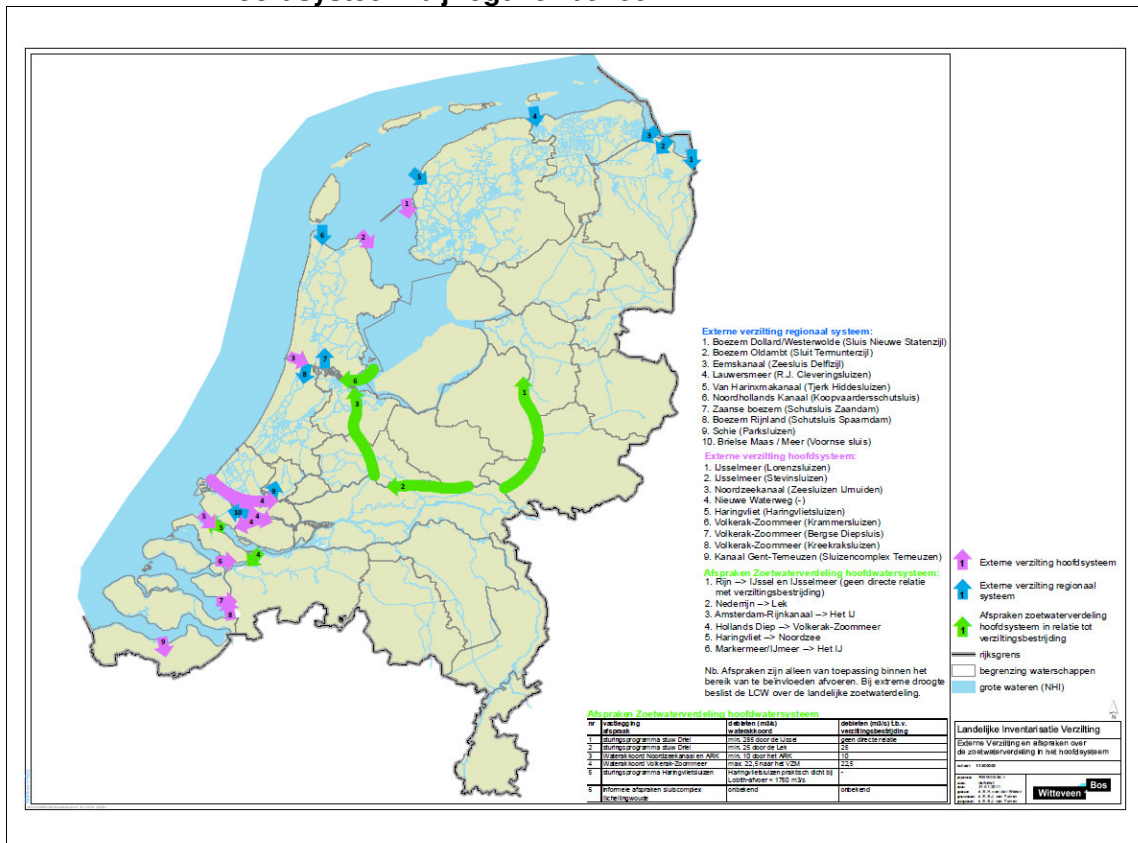 Externe verzilting regionaal systeem:
1. Boezem Dollard/Westerwolde (Sluis Nieuwe Statenzijl)
2. Boezem Oldambt (Sluit Termunterzijl)
3. Eemskanaal (Zeesluis Delfzijl)
4. Lauwersmeer (R.J. Cleveringsluizen)
5. Van Harinxmakanaal (Tjerk Hiddesluizen)
6. Noordhollands Kanaal (Koopvaardersschutsluis)
7. Zaanse boezem (Schutsluis Zaandam)
8. Boezem Rijnland (Schutsluis Spaarndam)
9. Schie (Parksluizen)
10. Brielse Maas / Meer (Voornse sluis)
Externe verzilting hoofdsysteem:
1. IJsselmeer (Lorenzsluizen)
2. IJsselmeer (Stevinsluizen)
3. Noordzeekanaal (Zeesluizen IJmuiden)
4. Nieuwe Waterweg (-)
5. Haringvliet (Haringvlietsluizen)
6. Volkerak-Zoommeer (Krammersluizen)
7. Volkerak-Zoommeer (Bergse Diepsluis)
8. Volkerak-Zoommeer (Kreekraksluizen)
9. Kanaal Gent-Terneuzen (Sluizencomplex Terneuzen)
Afspraken Zoetwaterverdeling hoofdwatersysteem:
1. Rijn --> IJssel en IJsselmeer (geen directe relatie
met verziltingsbestrijding)
2. Nederrijn --> Lek
3. Amsterdam-Rijnkanaal --> Het IJ
4. Hollands Diep --> Volkerak-Zoommeer
5. Haringvliet --> Noordzee
6. Markermeer/IJmeer --> Het IJ
Nb. Afspraken zijn alleen van toepassing binnen het
bereik van te beïnvloeden afvoeren. Bij extreme droogte
beslist de LCW over de landelijke zoetwaterdeling.
1 Externe verzilting hoofdsysteem
1 Externe verzilting regionaal
systeem
1 Afspraken zoetwaterverdeling
hoofdsysteem in relatie tot
verziltingsbestrijding
rijksgrens
begrenzing waterschappen
grote wateren (NHI)
N
Afspraken Zoetwaterverdeling hoofdwatersysteem
nr vastlegging afspraak debieten (m3/s) waterakkoord debieten (m3/s) t.b.v. verziltingsbestrijding
1 sturingsprogramma stuw Driel min. 285 door de IJssel geen directe relatie
2 sturingsprogramma stuw Driel min. 25 door de Lek 25
3 Waterakkoord Noordzeekanaal en ARK min. 10 door het ARK 10
4 Waterakkoord Volkerak-Zoommeer max. 22,5 naar het VZM 22,5
5 sturingsprogramma Haringvlietsluizen Haringvlietsluizen praktisch dicht bij Lobith-afvoer < 1750 m3/s -
6 informele afspraken sluiscomplex Schellingwoude onbekend onbekend
Landelijke Inventarisatie Verzilting
Externe Verzilting en afspraken over
de zoetwaterverdeling in het hoofdsysteem
Witteveen + Bos